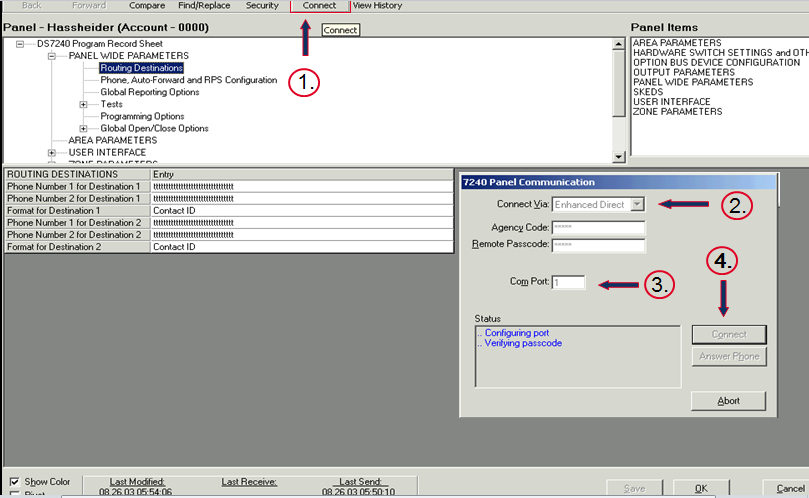 Back Forward Compare Find/Replace Security Connect View History
Panel - Hassheider (Account - 0000)
Connect
1.
DS7240 Program Record Sheet
PANEL WIDE PARAMETERS
Routing Destinations
Phone, Auto-Forward and RPS Configuration
Global Reporting Options
Tests
Programming Options
Global Open/Close Options
AREA PARAMETERS
USER INTERFACE
ZONE PARAMETERS
Panel Items
AREA PARAMETERS
HARDWARE SWITCH SETTINGS and OTH
OPTION BUS DEVICE CONFIGURATION
OUTPUT PARAMETERS
PANEL WIDE PARAMETERS
SKEDS
USER INTERFACE
ZONE PARAMETERS
ROUTING DESTINATIONS Entry
Phone Number 1 for Destination 1
Phone Number 2 for Destination 1
Format for Destination 1 Contact ID
Phone Number 1 for Destination 2
Phone Number 2 for Destination 2
Format for Destination 2 Contact ID
7240 Panel Communication
Connect Via: Enhanced Direct
2.
Agency Code: *****
Remote Passcode: *****
Com Port: 1
3.
4.
Status
.. Configuring port
.. Verifying passcode
Connect
Answer Phone
Abort
Show Color
Pivot
Last Modified: Last Receive: Last Send:
08.26.03 05:54:06 08.26.03 05:50:10
Save OK Cancel